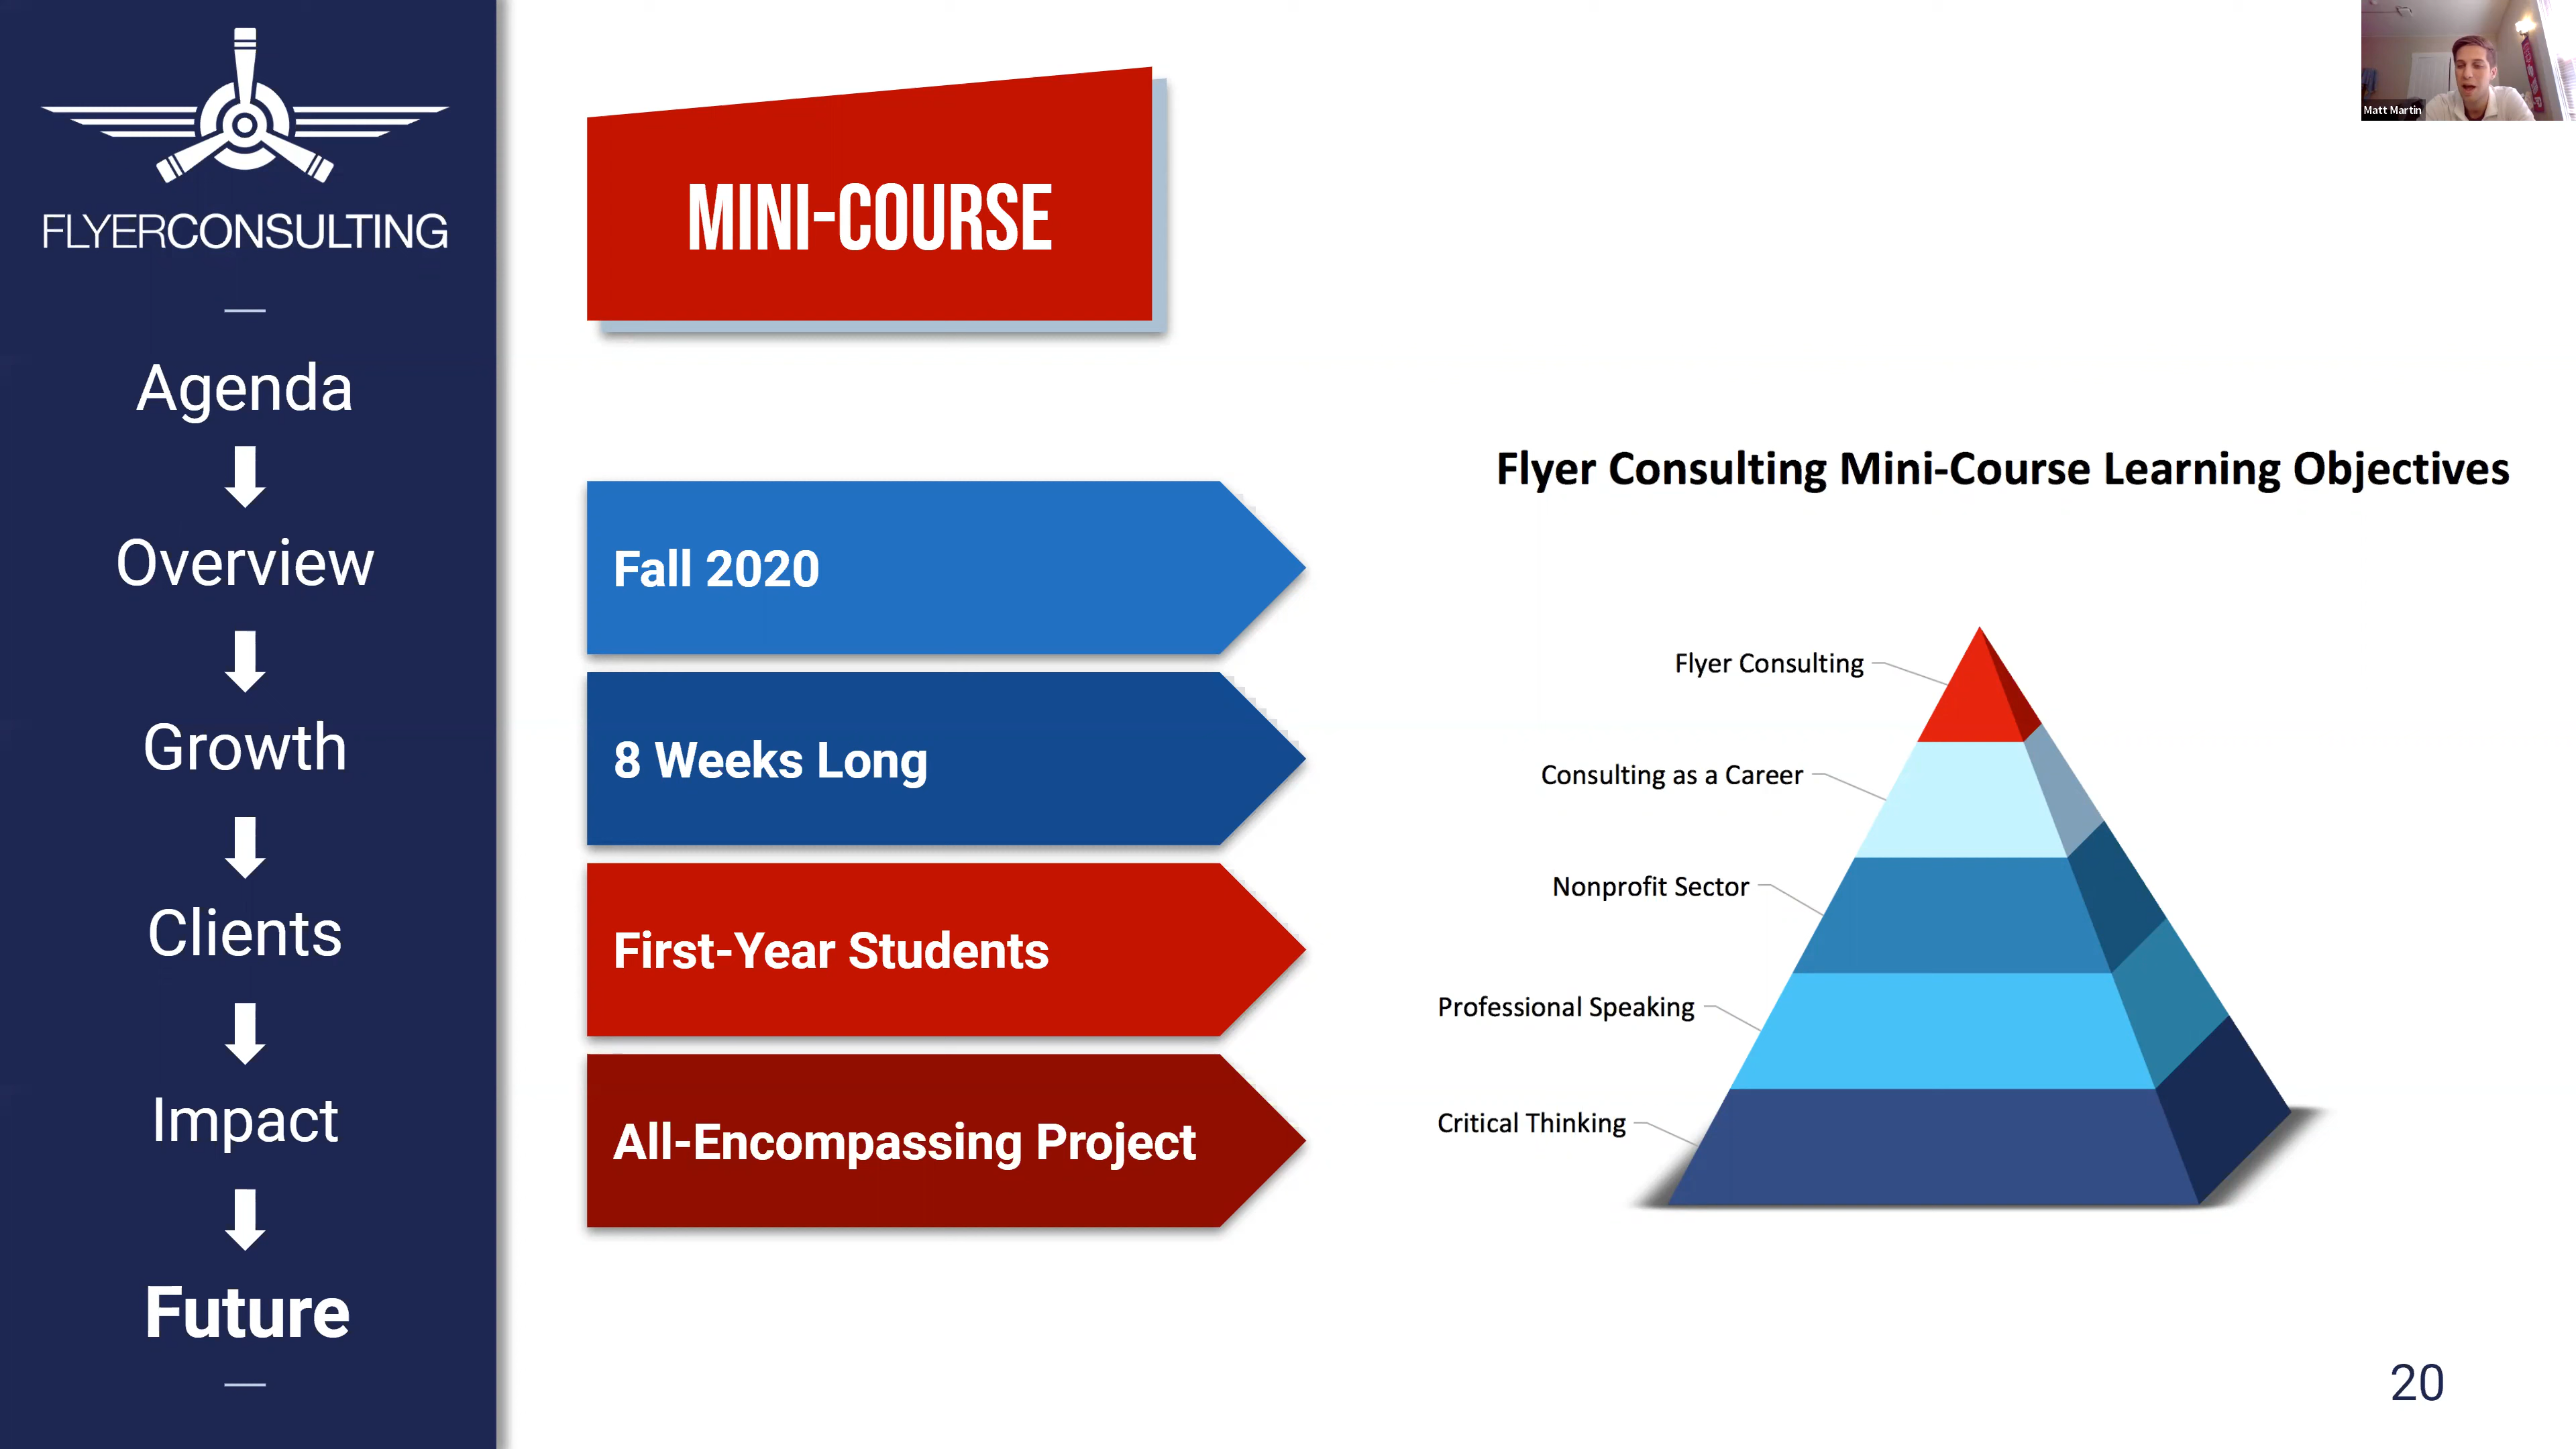 FLYERCONSULTING
Agenda
Overview
Growth
Clients
Impact
Future
MINI-COURSE
Fall 2020
8 Weeks Long
First-Year Students
All-Encompassing Project
Flyer Consulting Mini-Course Learning Objectives
Flyer Consulting
Consulting as a Career
Nonprofit Sector
Professional Speaking
Critical Thinking
Matt Martin
20